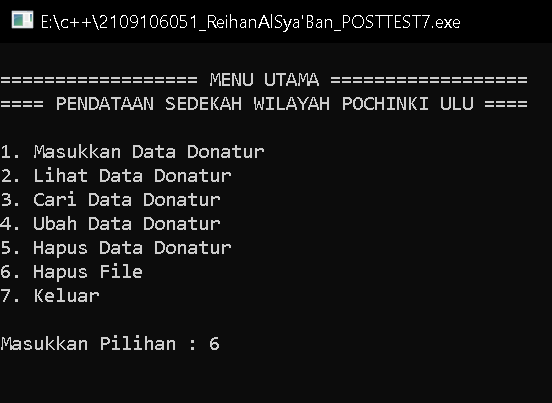 E:\c++\2109106051_ReihanAlSya'Ban_POSTTEST7.exe
================== MENU UTAMA ==================
==== PENDATAAN SEDEKAH WILAYAH POCHINKI ULU ====
1. Masukkan Data Donatur
2. Lihat Data Donatur
3. Cari Data Donatur
4. Ubah Data Donatur
5. Hapus Data Donatur
6. Hapus File
7. Keluar
Masukkan Pilihan : 6